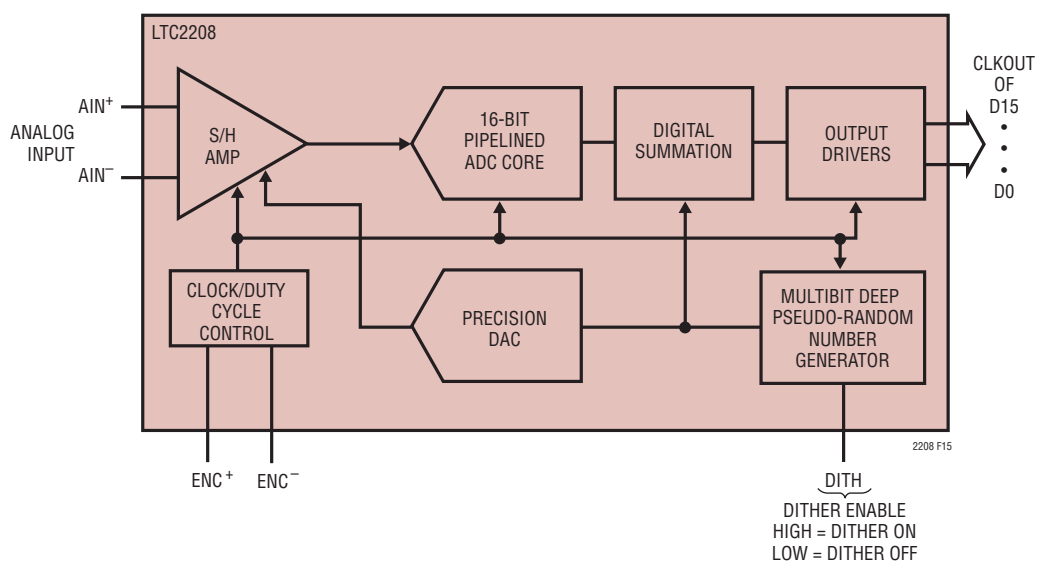 LTC2208
AIN+
ANALOG
INPUT
AIN−
S/H
AMP
16-BIT
PIPELINED
ADC CORE
DIGITAL
SUMMATION
OUTPUT
DRIVERS
CLKOUT
OF
D15
•
•
•
D0
CLOCK/DUTY
CYCLE
CONTROL
PRECISION
DAC
MULTIBIT DEEP
PSEUDO-RANDOM
NUMBER
GENERATOR
2208 F15
ENC+
ENC−
DITH
DITHER ENABLE
HIGH = DITHER ON
LOW = DITHER OFF